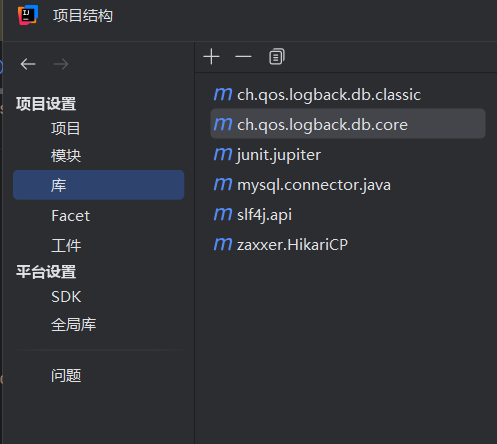 项目结构
项目设置
项目
模块
库
Facet
工件
平台设置
SDK
全局库
问题
m ch.qos.logback.db.classic
m ch.qos.logback.db.core
m junit.jupiter
m mysql.connector.java
m slf4j.api
m zaxxer.HikariCP